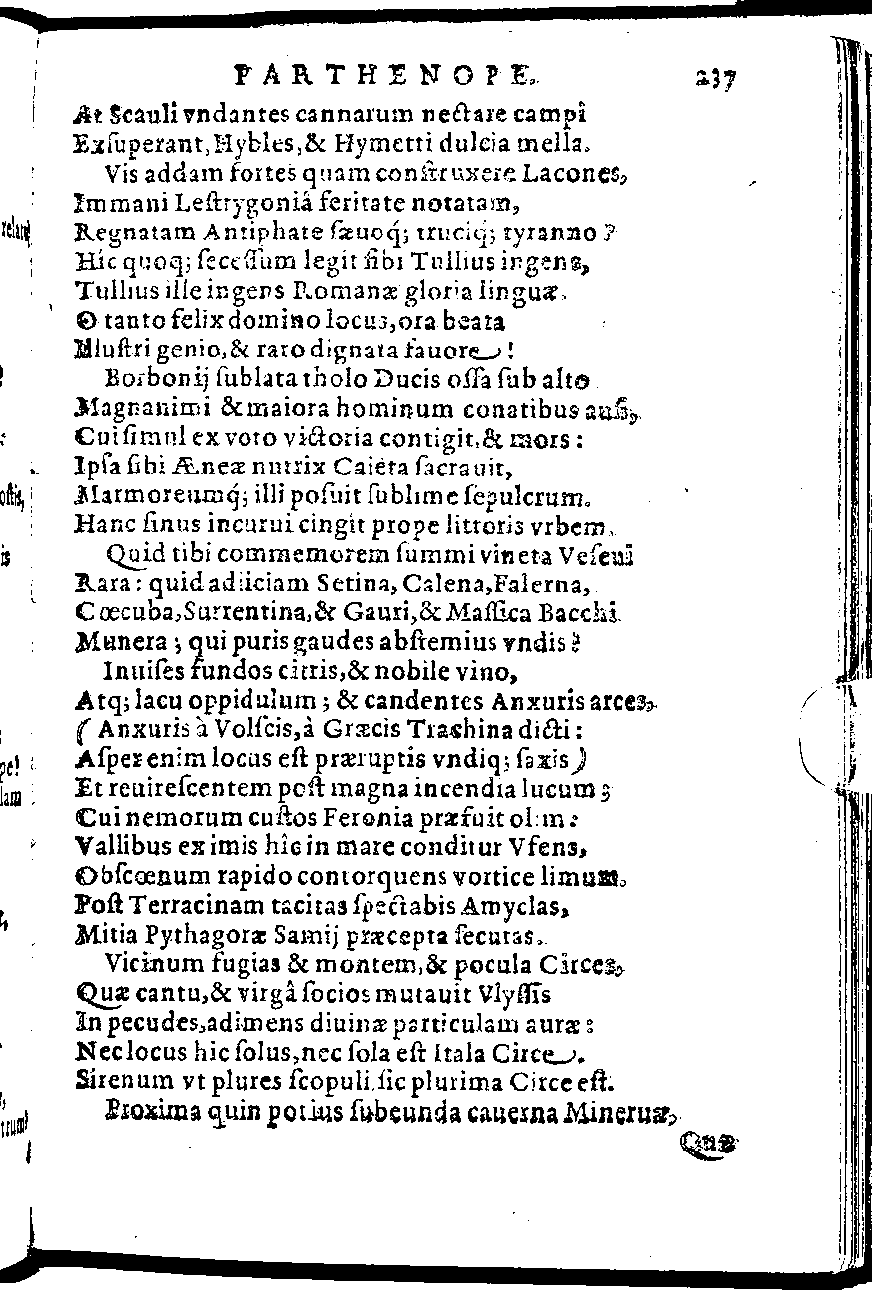 PARTHENOPE. 237
At Scauli vndantes cannarum nectare campi
Exſuperant, Hybles, & Hymetti dulcia mella.
Vis addam fortes quam conſtruxere Lacones,
Immani Leſtrygoniâ feritate notatam,
Regnatam Antiphate ſæuoq́; truciq́; tyranno?
Hîc quoq; ſeceſſum legit ſibi Tullius ingens,
Tullius ille ingens Romanæ gloria linguæ.
O tanto felix domino locus, ora beata
Illuſtri genio, & raro dignata fauore!
Borbonij ſublata tholo Ducis oſſa ſub alto
Magnanimi & maiora hominum conatibus auſi,
Cui ſimul ex voto victoria contigit, & mors:
Ipſa ſibi Æneæ nutrix Caiëta ſacrauit,
Marmoreumq́; illi poſuit ſublime ſepulcrum.
Hanc ſinus incurui cingit prope littoris vrbem.
Quid tibi commemorem ſummi vineta Veſeui
Rara: quid adiiciam Setina, Calena, Falerna,
Cœcuba, Surrentina, & Gauri, & Maſſica Bacchi
Munera; qui puris gaudes abſtemius vndis?
Inuiſes fundos citris, & nobile vino,
Atq; lacu oppidulum; & candentes Anxuris arces,
(Anxuris à Volſcis, à Græcis Trachina dicti:
Aſper enim locus eſt præruptis vndiq; ſaxis)
Et reuireſcentem poſt magna incendia lucum;
Cui nemorum cuſtos Feronia præfuit olim:
Vallibus ex imis hîc in mare conditur Vfens,
Obſcœnum rapido contorquens vortice limum.
Poſt Terracinam tacitas ſpectabis Amyclas,
Mitia Pythagoræ Samij præcepta ſecutas.
Vicinum fugias & montem, & pocula Circes,
Quæ cantu, & virgâ ſocios mutauit Vlyſſis
In pecudes, adimens diuinæ particulam auræ:
Nec locus hic ſolus, nec ſola eſt Itala Circe.
Sirenum vt plures ſcopuli, ſic plurima Circe eſt.
Proxima quin potius ſubeunda cauerna Mineruæ,
Quæ